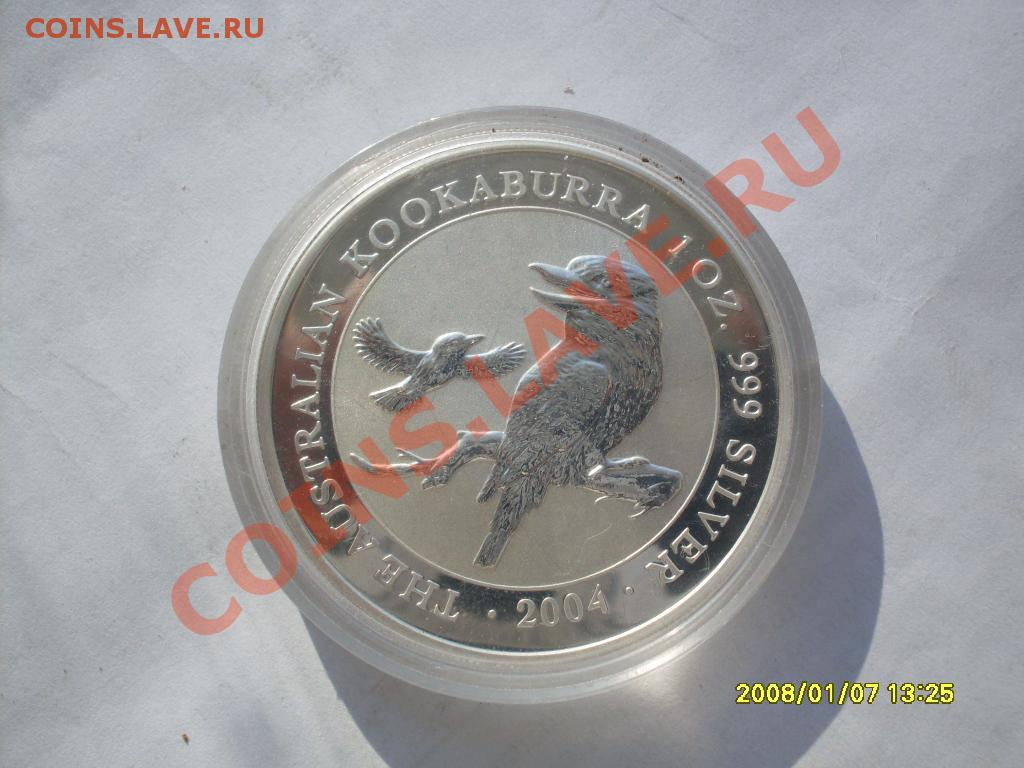 COINS.LAVE.RU
THE AUSTRALIAN KOOKABURRA 1 OZ. 999 SILVER · 2004 ·
COINS.LAVE.RU
2008/01/07 13:25